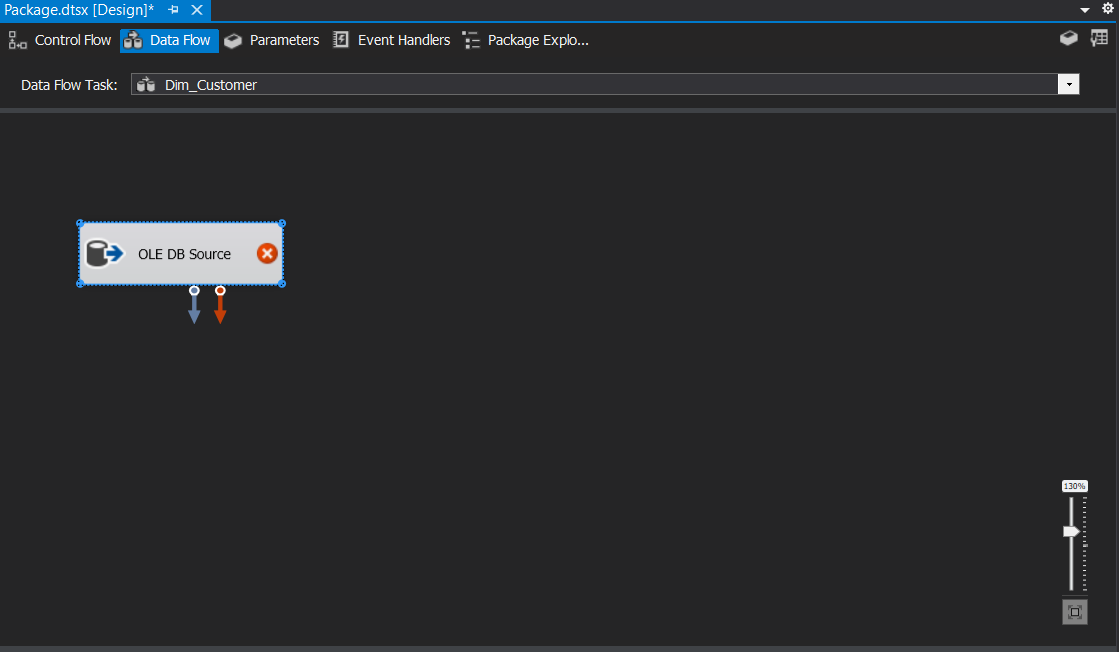 Package.dtsx [Design]*
Control Flow Data Flow Parameters Event Handlers Package Explo...
Data Flow Task: Dim_Customer
OLE DB Source
130%